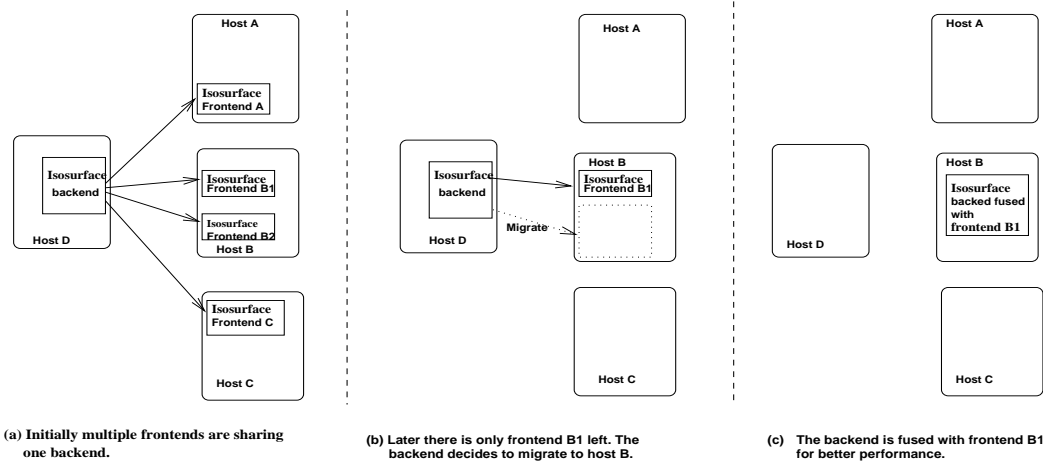 Host A
Isosurface
Frontend A
Isosurface
backend
Host D
Isosurface
Frontend B1
Isosurface
Frontend B2
Host B
Isosurface
Frontend C
Host C
(a) Initially multiple frontends are sharing
one backend.
Host A
Isosurface
backend
Host D
Migrate
Host B
Isosurface
Frontend B1
Host C
(b) Later there is only frontend B1 left. The
backend decides to migrate to host B.
Host A
Host D
Host B
Isosurface
backed fused
with
frontend B1
Host C
(c) The backend is fused with frontend B1
for better performance.